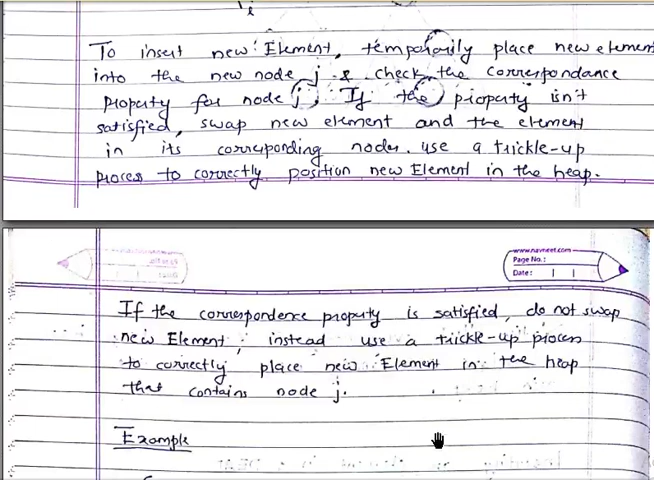 To insert new Element, temporarily place new element
into the new node j & check the correspondance
property for node j. If the property isn't
satisfied, swap new element and the element
in its corresponding node. use a trickle-up
process to correctly position new Element in the heap.
www.navneet.com
Page No.:
Date:
If the correspondence property is satisfied, do not swap
new Element, instead use a trickle-up process
to correctly place new Element in the heap
that contains node j.
Example